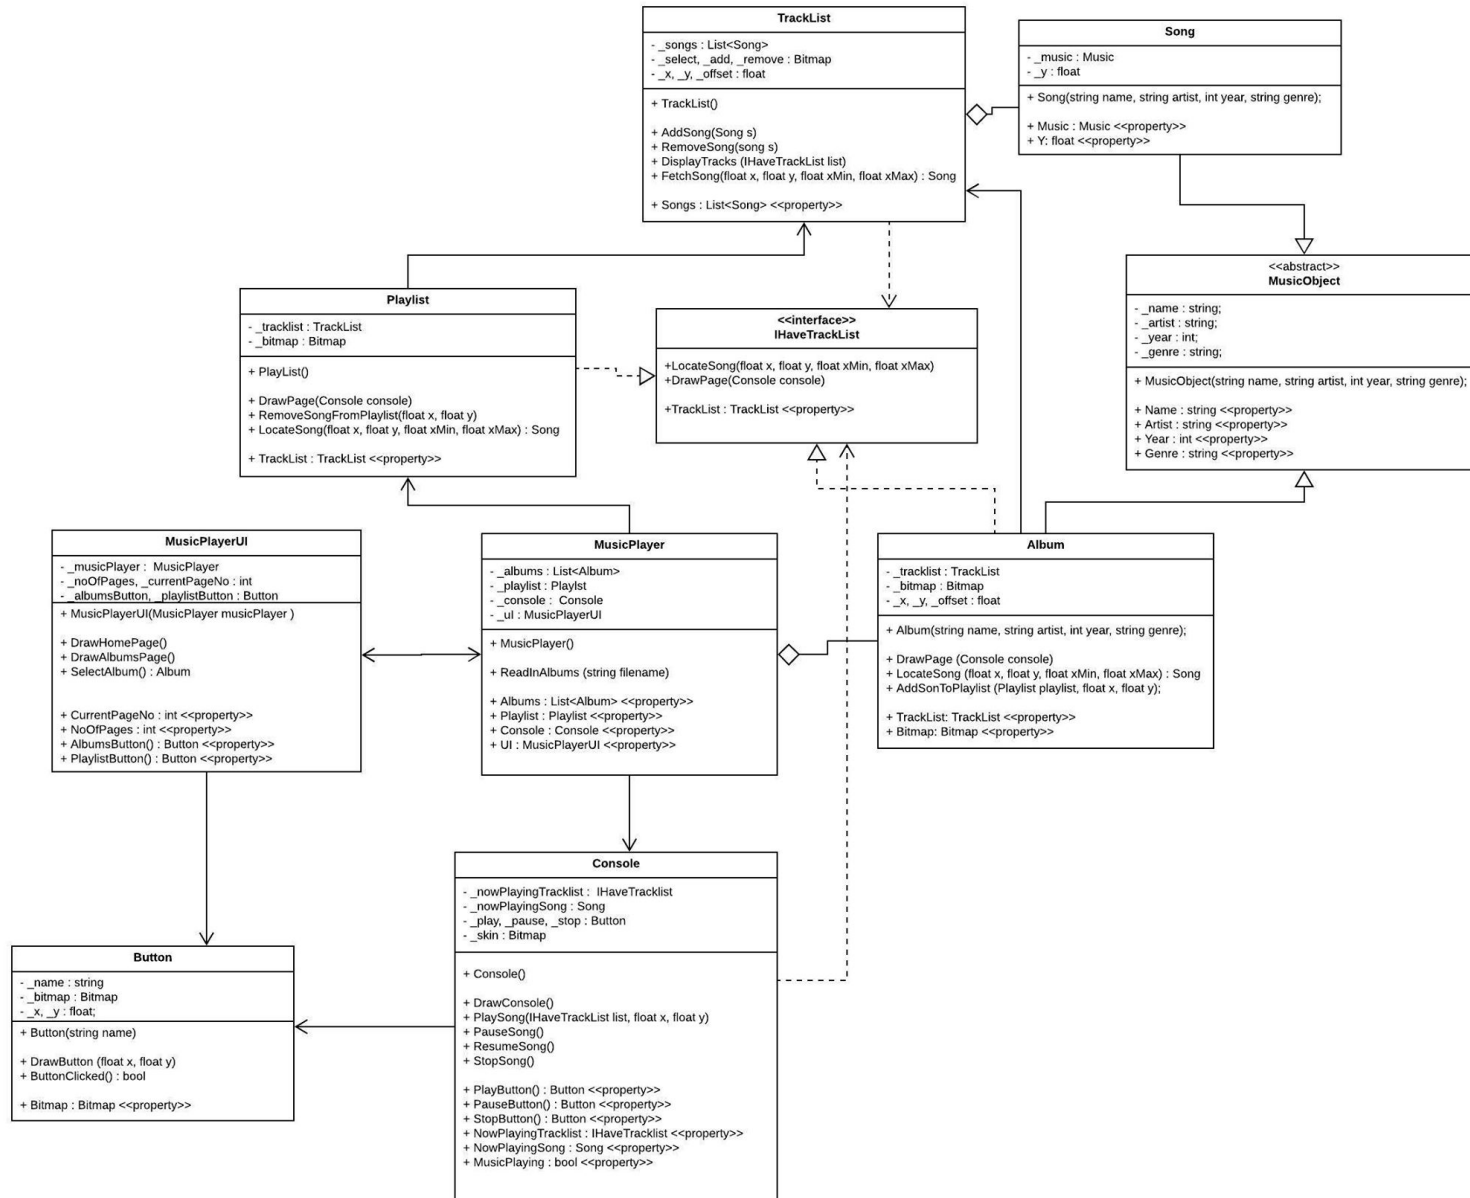 TrackList
- _songs : List<Song>
- _select, _add, _remove : Bitmap
- _x, _y, _offset : float
+ TrackList()
+ AddSong(Song s)
+ RemoveSong(song s)
+ DisplayTracks (IHaveTrackList list)
+ FetchSong(float x, float y, float xMin, float xMax) : Song
+ Songs : List<Song> <<property>>
Song
- _music : Music
- _y : float
+ Song(string name, string artist, int year, string genre);
+ Music : Music <<property>>
+ Y: float <<property>>
<<abstract>>
MusicObject
- _name : string;
- _artist : string;
- _year : int;
- _genre : string;
+ MusicObject(string name, string artist, int year, string genre);
+ Name : string <<property>>
+ Artist : string <<property>>
+ Year : int <<property>>
+ Genre : string <<property>>
Playlist
- _tracklist : TrackList
- _bitmap : Bitmap
+ PlayList()
+ DrawPage(Console console)
+ RemoveSongFromPlaylist(float x, float y)
+ LocateSong(float x, float y, float xMin, float xMax) : Song
+ TrackList : TrackList <<property>>
<<interface>>
IHaveTrackList
+LocateSong(float x, float y, float xMin, float xMax)
+DrawPage(Console console)
+TrackList : TrackList <<property>>
MusicPlayerUI
- _musicPlayer : MusicPlayer
- _noOfPages, _currentPageNo : int
- _albumsButton, _playlistButton : Button
+ MusicPlayerUI(MusicPlayer musicPlayer )
+ DrawHomePage()
+ DrawAlbumsPage()
+ SelectAlbum() : Album
+ CurrentPageNo : int <<property>>
+ NoOfPages : int <<property>>
+ AlbumsButton() : Button <<property>>
+ PlaylistButton() : Button <<property>>
MusicPlayer
- _albums : List<Album>
- _playlist : Playlst
- _console : Console
- _uI : MusicPlayerUI
+ MusicPlayer()
+ ReadInAlbums (string filename)
+ Albums : List<Album> <<property>>
+ Playlist : Playlist <<property>>
+ Console : Console <<property>>
+ UI : MusicPlayerUI <<property>>
Album
- _tracklist : TrackList
- _bitmap : Bitmap
- _x, _y, _offset : float
+ Album(string name, string artist, int year, string genre);
+ DrawPage (Console console)
+ LocateSong (float x, float y, float xMin, float xMax) : Song
+ AddSonToPlaylist (Playlist playlist, float x, float y);
+ TrackList: TrackList <<property>>
+ Bitmap: Bitmap <<property>>
Console
- _nowPlayingTracklist : IHaveTracklist
- _nowPlayingSong : Song
- _play, _pause, _stop : Button
- _skin : Bitmap
+ Console()
+ DrawConsole()
+ PlaySong(IHaveTrackList list, float x, float y)
+ PauseSong()
+ ResumeSong()
+ StopSong()
+ PlayButton() : Button <<property>>
+ PauseButton() : Button <<property>>
+ StopButton() : Button <<property>>
+ NowPlayingTracklist : IHaveTracklist <<property>>
+ NowPlayingSong : Song <<property>>
+ MusicPlaying : bool <<property>>
Button
- _name : string
- _bitmap : Bitmap
- _x, _y : float;
+ Button(string name)
+ DrawButton (float x, float y)
+ ButtonClicked() : bool
+ Bitmap : Bitmap <<property>>